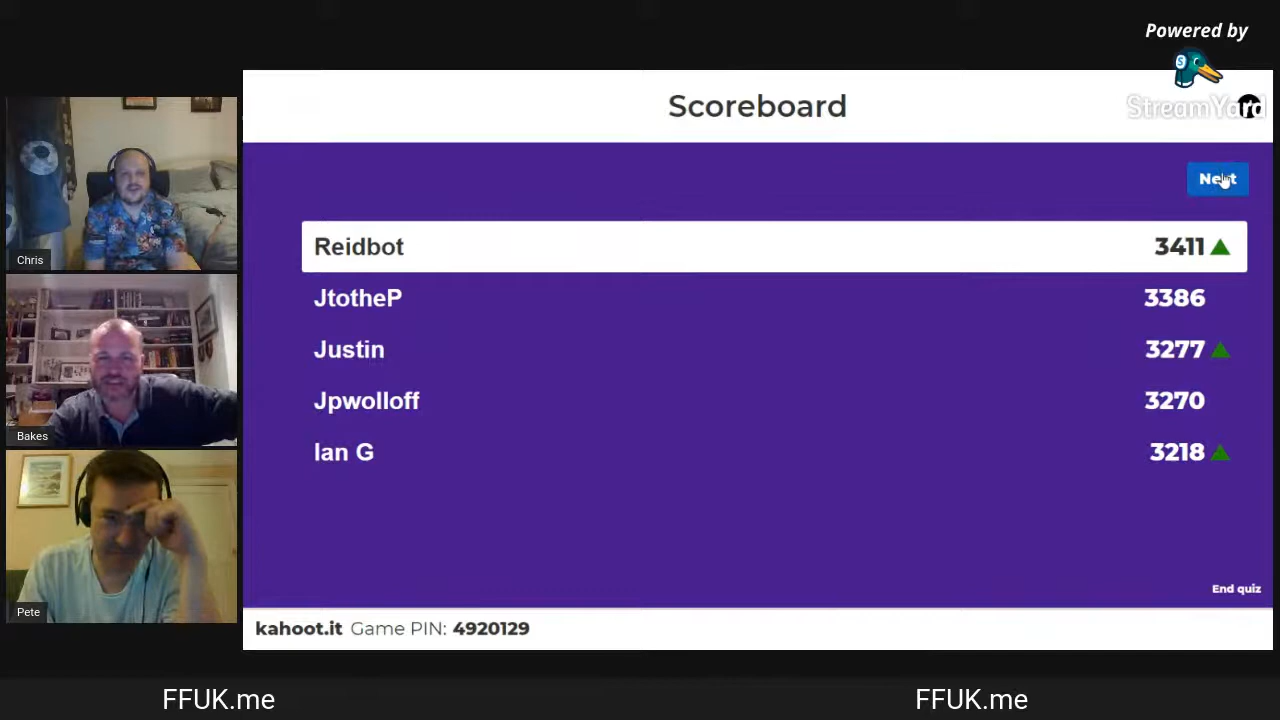 Powered by
StreamYard
Scoreboard
Next
Reidbot 3411
JtotheP 3386
Justin 3277
Jpwolloff 3270
Ian G 3218
End quiz
kahoot.it Game PIN: 4920129
Chris
Bakes
Pete
FFUK.me FFUK.me